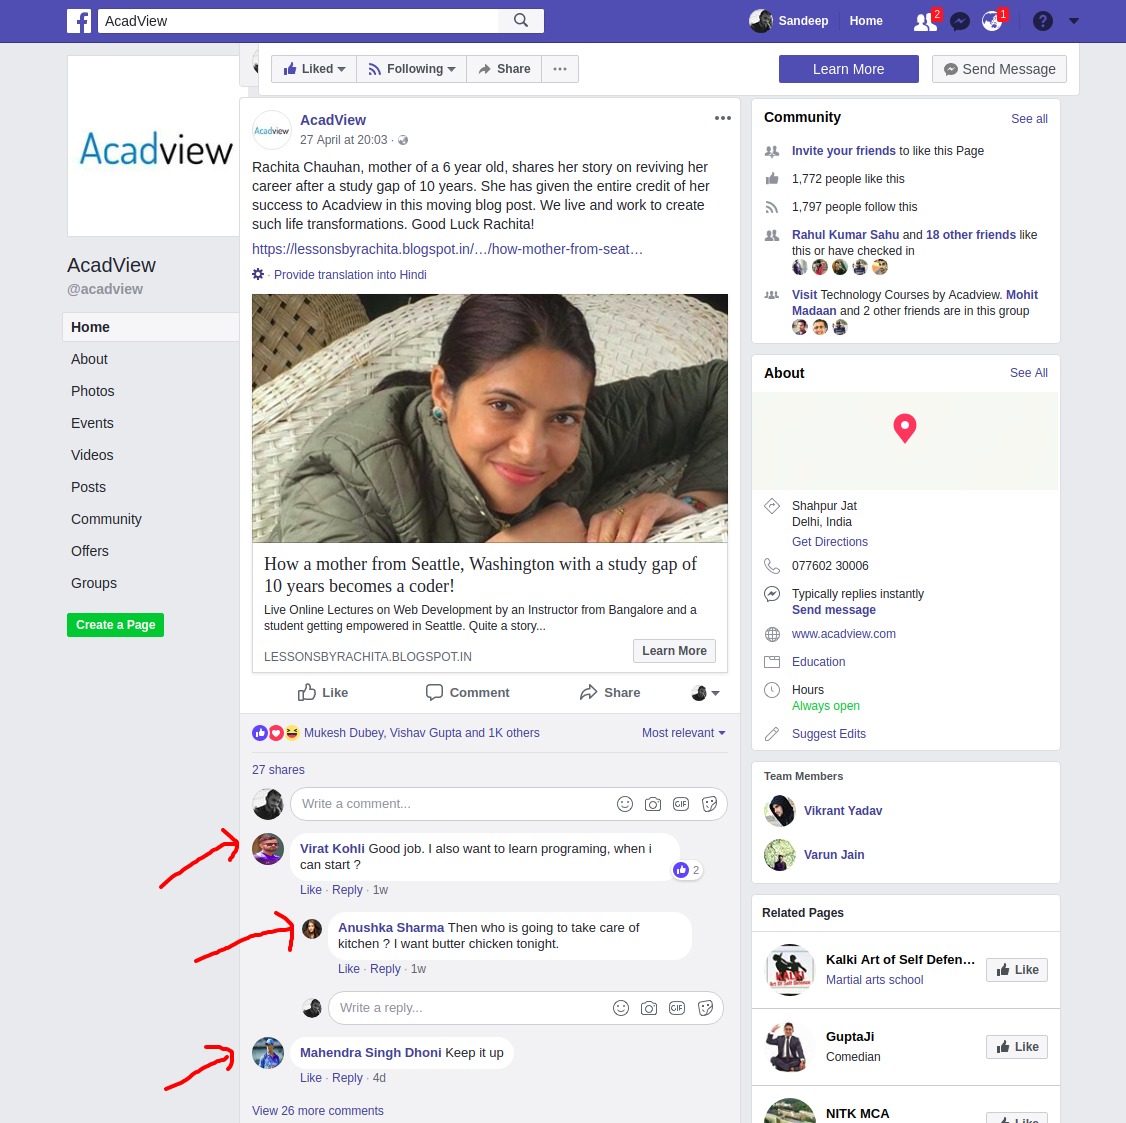 AcadView
Sandeep
Home
2
1
?
Liked
Following
Share
Learn More
Send Message
Acadview
AcadView
@acadview
Home
About
Photos
Events
Videos
Posts
Community
Offers
Groups
Create a Page
Acadview
AcadView
27 April at 20:03 ·
Rachita Chauhan, mother of a 6 year old, shares her story on reviving her
career after a study gap of 10 years. She has given the entire credit of her
success to Acadview in this moving blog post. We live and work to create
such life transformations. Good Luck Rachita!
https://lessonsbyrachita.blogspot.in/…/how-mother-from-seat…
· Provide translation into Hindi
How a mother from Seattle, Washington with a study gap of
10 years becomes a coder!
Live Online Lectures on Web Development by an Instructor from Bangalore and a
student getting empowered in Seattle. Quite a story...
LESSONSBYRACHITA.BLOGSPOT.IN
Learn More
Like
Comment
Share
Mukesh Dubey, Vishav Gupta and 1K others
Most relevant
27 shares
Write a comment...
GIF
Virat Kohli Good job. I also want to learn programing, when i
can start ?
2
Like · Reply · 1w
Anushka Sharma Then who is going to take care of
kitchen ? I want butter chicken tonight.
Like · Reply · 1w
Write a reply...
GIF
Mahendra Singh Dhoni Keep it up
Like · Reply · 4d
View 26 more comments
Community
See all
Invite your friends to like this Page
1,772 people like this
1,797 people follow this
Rahul Kumar Sahu and 18 other friends like
this or have checked in
Visit Technology Courses by Acadview. Mohit
Madaan and 2 other friends are in this group
About
See All
Shahpur Jat
Delhi, India
Get Directions
077602 30006
Typically replies instantly
Send message
www.acadview.com
Education
Hours
Always open
Suggest Edits
Team Members
Vikrant Yadav
Varun Jain
Related Pages
KALKI
Art Of Self Defence
Kalki Art of Self Defen…
Martial arts school
Like
GuptaJi
Comedian
Like
NITK MCA
Like